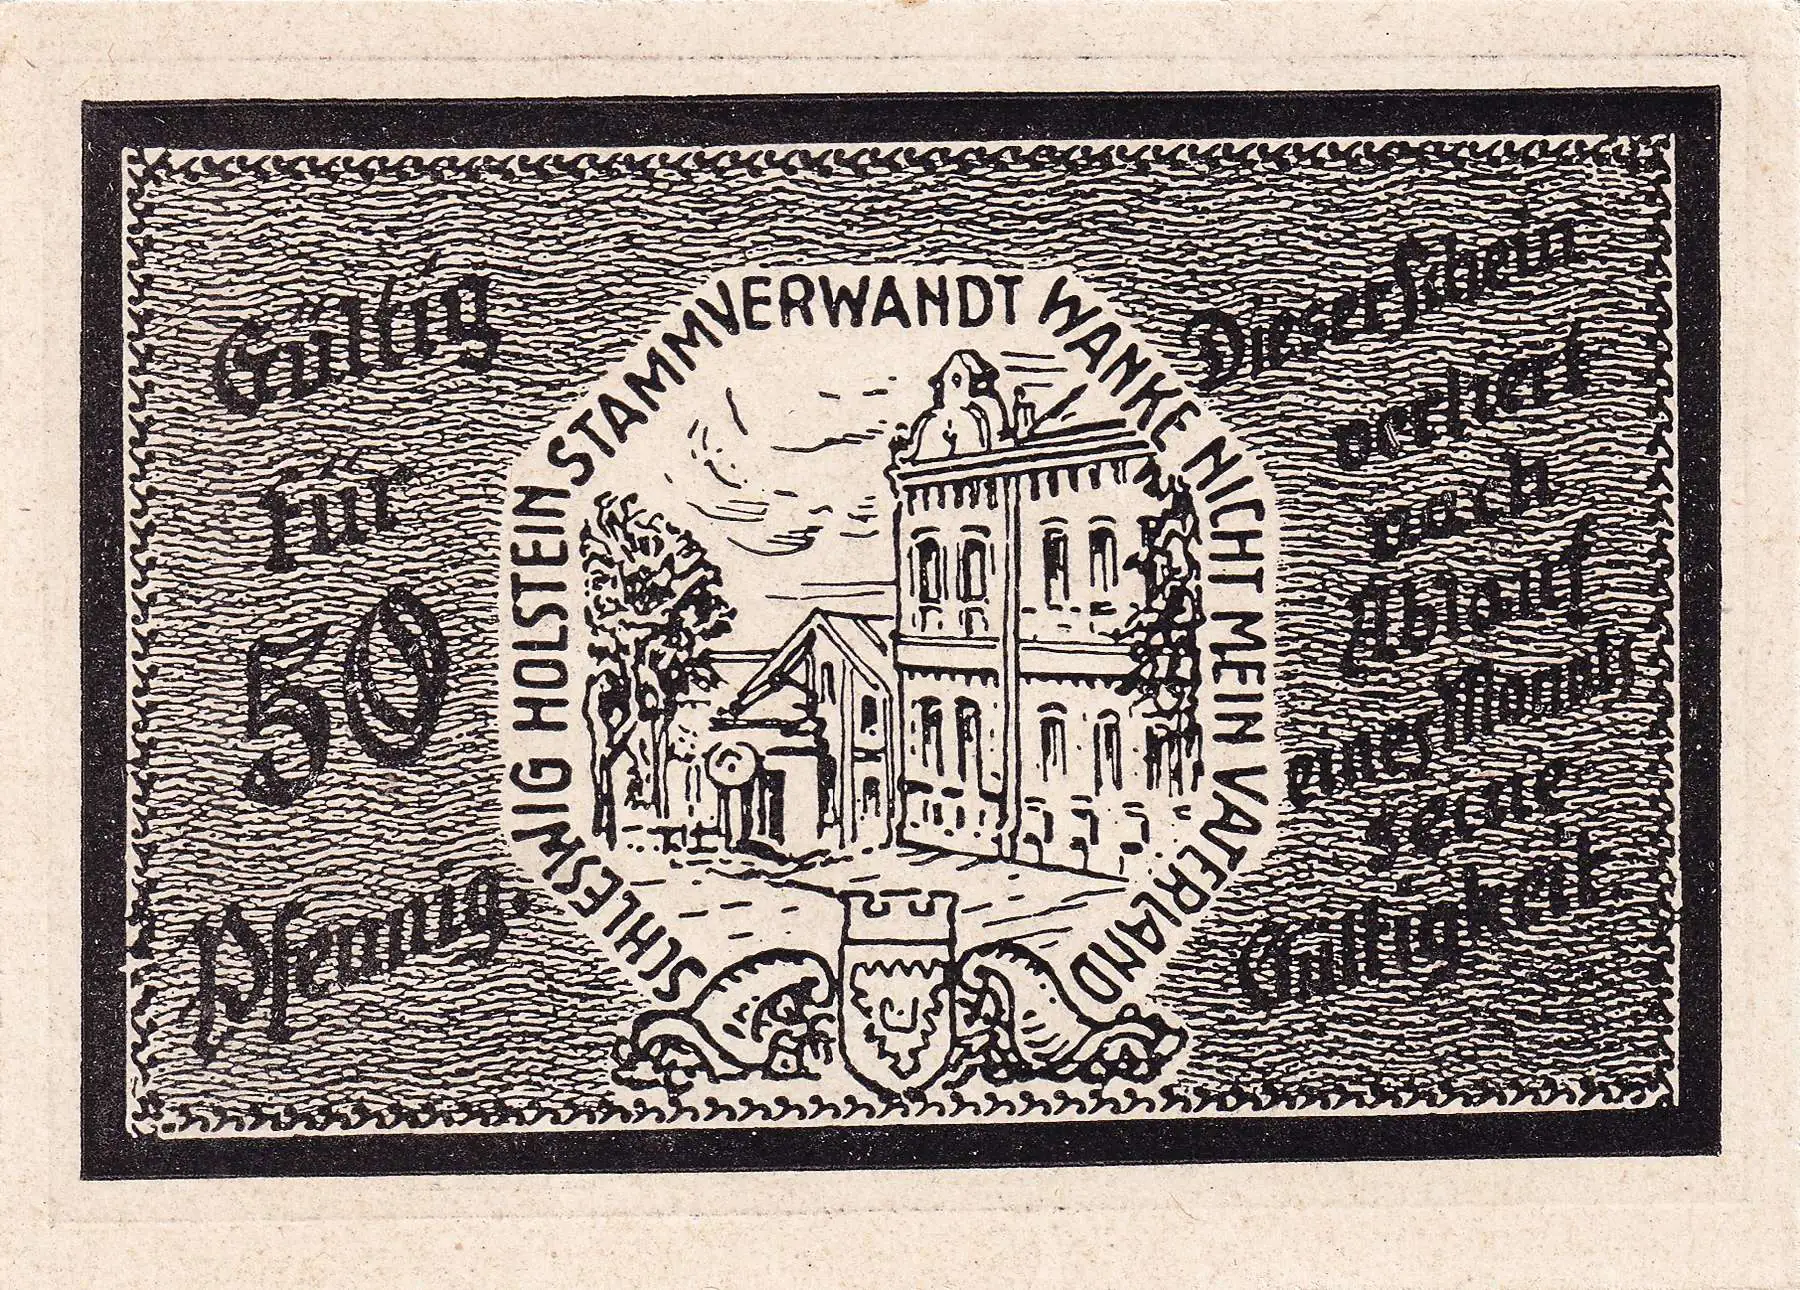 Gültig
für
50
Pfennig.
SCHLESWIG HOLSTEIN STAMMVERWANDT WANKE NICHT MEIN VATERLAND
Dieser Schein
verliert
nach
Ablauf
eines Monats
seine
Gültigkeit.